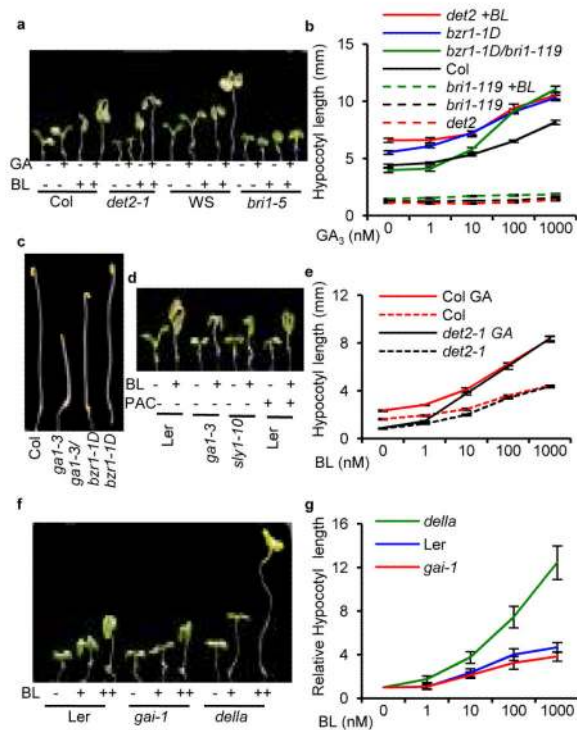 a
GA - + - + - + - + - + - + - + - +
BL - - + + - - + + - - + + - - + +
Col det2-1 WS bri1-5
b
det2 +BL
bzr1-1D
bzr1-1D/bri1-119
Col
bri1-119 +BL
bri1-119
det2
Hypocotyl length (mm)
15
10
5
0
0 1 10 100 1000
GA3 (nM)
c
Col
ga1-3
ga1-3/
bzr1-1D
bzr1-1D
d
BL - + - + - + - +
PAC - - - - - - + +
Ler ga1-3 sly1-10 Ler
e
Col GA
Col
det2-1 GA
det2-1
Hypocotyl length (mm)
12
8
4
0
0 1 10 100 1000
BL (nM)
f
BL - + ++ - + ++ - + ++
Ler gai-1 della
g
della
Ler
gai-1
Relative Hypocotyl length
16
12
8
4
0
0 1 10 100 1000
BL (nM)